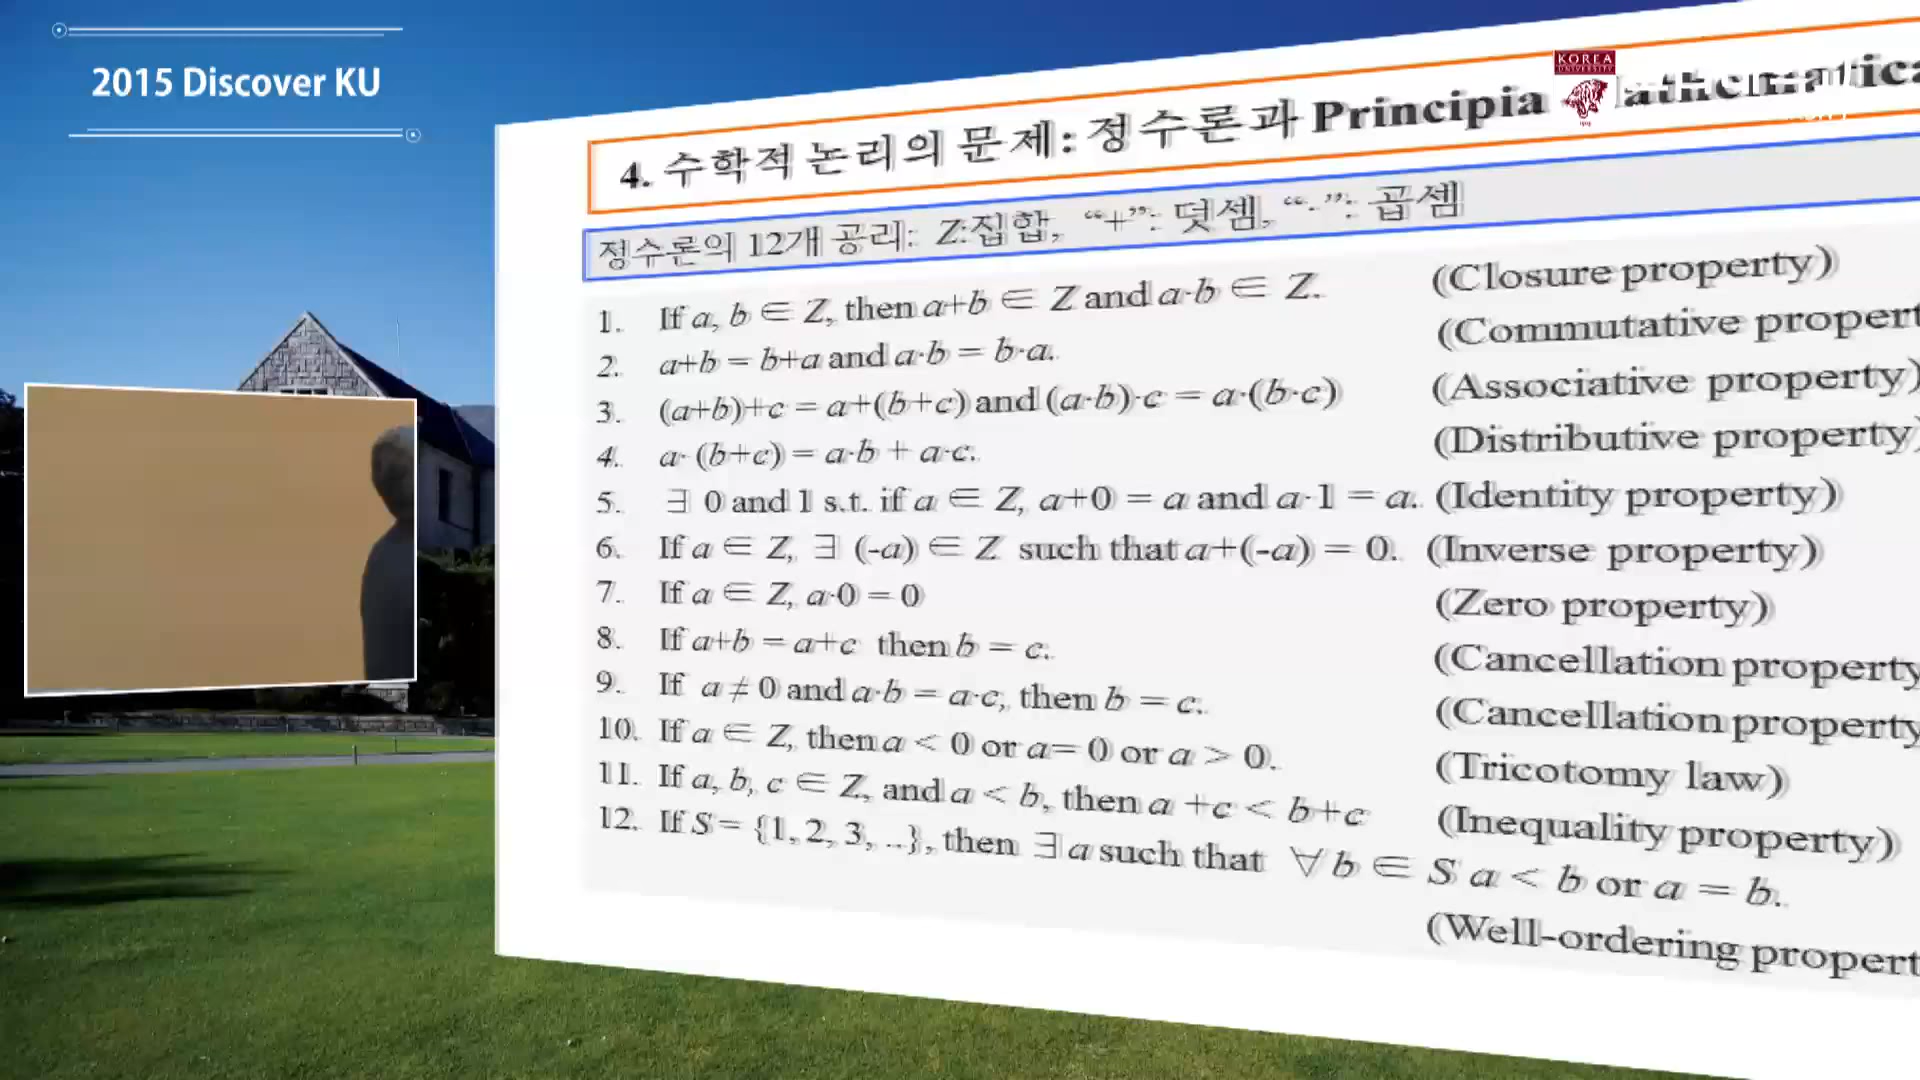 2015 Discover KU
KOREA
UNIVERSITY
4. 수학적 논리의 문제: 정수론과 Principia
정수론의 12개 공리: Z:집합, “+”: 덧셈, “·”: 곱셈
1. If a, b ∈ Z, then a+b ∈ Z and a·b ∈ Z. (Closure property)
2. a+b = b+a and a·b = b·a. (Commutative propert
3. (a+b)+c = a+(b+c) and (a·b)·c = a·(b·c) (Associative property)
4. a· (b+c) = a·b + a·c. (Distributive property)
5. ∃ 0 and 1 s.t. if a ∈ Z, a+0 = a and a·1 = a. (Identity property)
6. If a ∈ Z, ∃ (-a) ∈ Z such that a+(-a) = 0. (Inverse property)
7. If a ∈ Z, a·0 = 0 (Zero property)
8. If a+b = a+c then b = c. (Cancellation property
9. If a ≠ 0 and a·b = a·c, then b = c. (Cancellation property
10. If a ∈ Z, then a < 0 or a= 0 or a > 0. (Tricotomy law)
11. If a, b, c ∈ Z, and a < b, then a +c < b+c (Inequality property)
12. If S = {1, 2, 3, ..}, then ∃ a such that ∀ b ∈ S a < b or a = b.
(Well-ordering propert